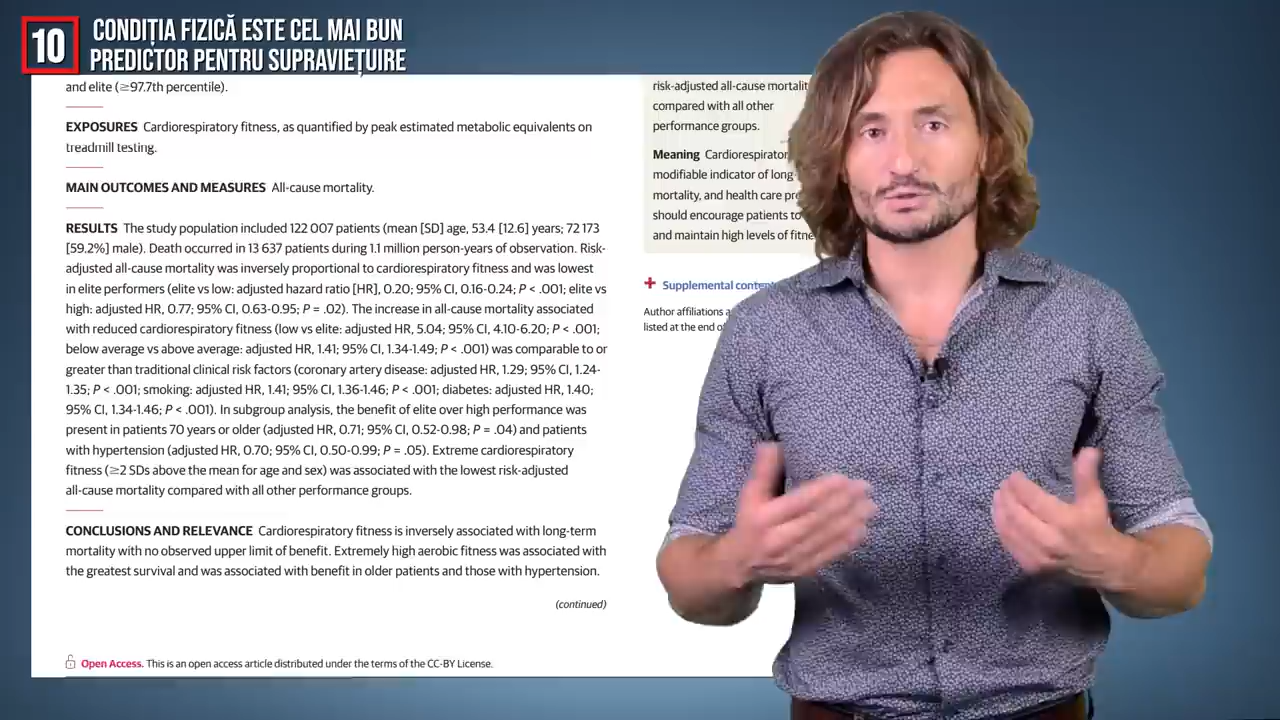 10
CONDIȚIA FIZICĂ ESTE CEL MAI BUN
PREDICTOR PENTRU SUPRAVIEȚUIRE
and elite (≥97.7th percentile).
EXPOSURES Cardiorespiratory fitness, as quantified by peak estimated metabolic equivalents on
treadmill testing.
MAIN OUTCOMES AND MEASURES All-cause mortality.
RESULTS The study population included 122 007 patients (mean [SD] age, 53.4 [12.6] years; 72 173
[59.2%] male). Death occurred in 13 637 patients during 1.1 million person-years of observation. Risk-
adjusted all-cause mortality was inversely proportional to cardiorespiratory fitness and was lowest
in elite performers (elite vs low: adjusted hazard ratio [HR], 0.20; 95% CI, 0.16-0.24; P < .001; elite vs
high: adjusted HR, 0.77; 95% CI, 0.63-0.95; P = .02). The increase in all-cause mortality associated
with reduced cardiorespiratory fitness (low vs elite: adjusted HR, 5.04; 95% CI, 4.10-6.20; P < .001;
below average vs above average: adjusted HR, 1.41; 95% CI, 1.34-1.49; P < .001) was comparable to or
greater than traditional clinical risk factors (coronary artery disease: adjusted HR, 1.29; 95% CI, 1.24-
1.35; P < .001; smoking: adjusted HR, 1.41; 95% CI, 1.36-1.46; P < .001; diabetes: adjusted HR, 1.40;
95% CI, 1.34-1.46; P < .001). In subgroup analysis, the benefit of elite over high performance was
present in patients 70 years or older (adjusted HR, 0.71; 95% CI, 0.52-0.98; P = .04) and patients
with hypertension (adjusted HR, 0.70; 95% CI, 0.50-0.99; P = .05). Extreme cardiorespiratory
fitness (≥2 SDs above the mean for age and sex) was associated with the lowest risk-adjusted
all-cause mortality compared with all other performance groups.
CONCLUSIONS AND RELEVANCE Cardiorespiratory fitness is inversely associated with long-term
mortality with no observed upper limit of benefit. Extremely high aerobic fitness was associated with
the greatest survival and was associated with benefit in older patients and those with hypertension.
(continued)
Open Access. This is an open access article distributed under the terms of the CC-BY License.
risk-adjusted all-cause
compared with all other
performance groups.
Meaning
modifiable indicator of long-
mortality, and health care
should encourage patients to
and maintain high levels of
Supplemental
Author affiliations
listed at the end